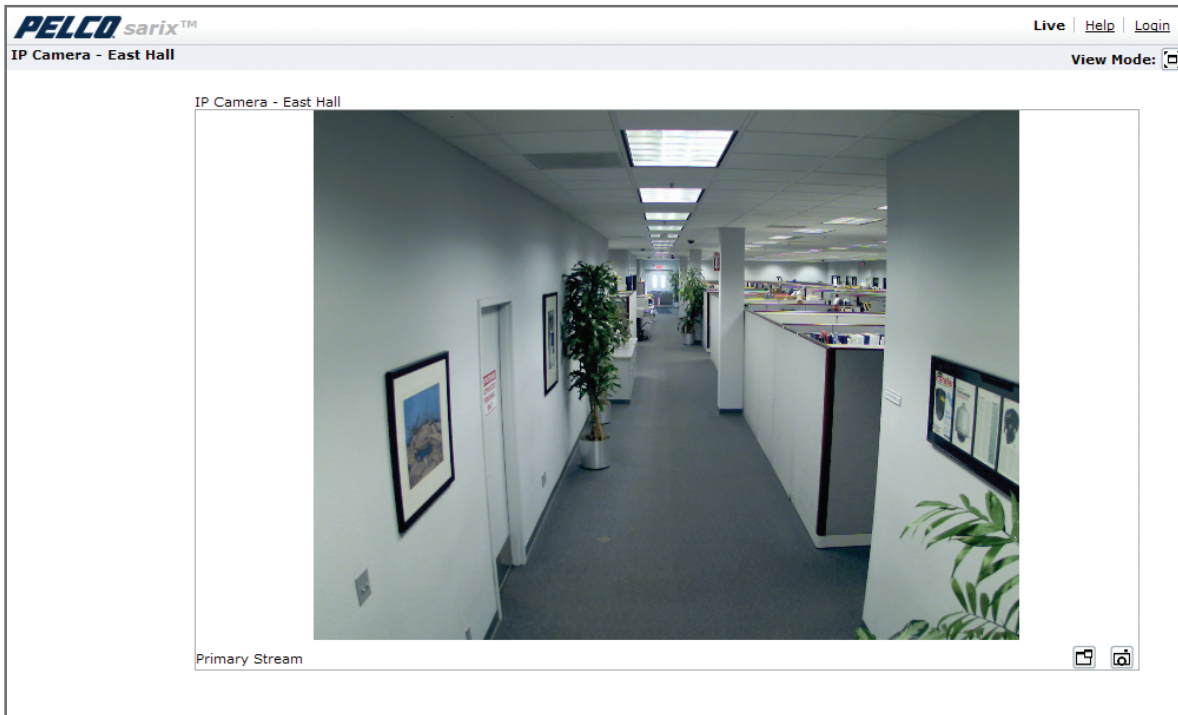 PELCO sarix™
Live Help Login
IP Camera - East Hall
View Mode:
IP Camera - East Hall
Primary Stream